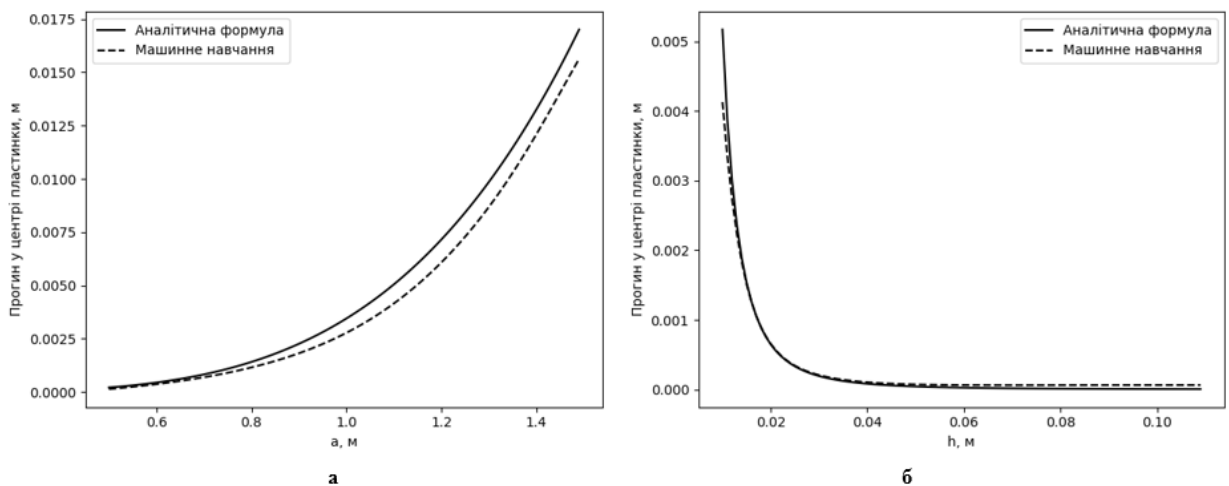 0.0175
0.0150
0.0125
0.0100
0.0075
0.0050
0.0025
0.0000
Прогин у центрі пластинки, м
Аналітична формула
Машинне навчання
0.6 0.8 1.0 1.2 1.4
a, м
а
0.005
0.004
0.003
0.002
0.001
0.000
Прогин у центрі пластинки, м
Аналітична формула
Машинне навчання
0.02 0.04 0.06 0.08 0.10
h, м
б